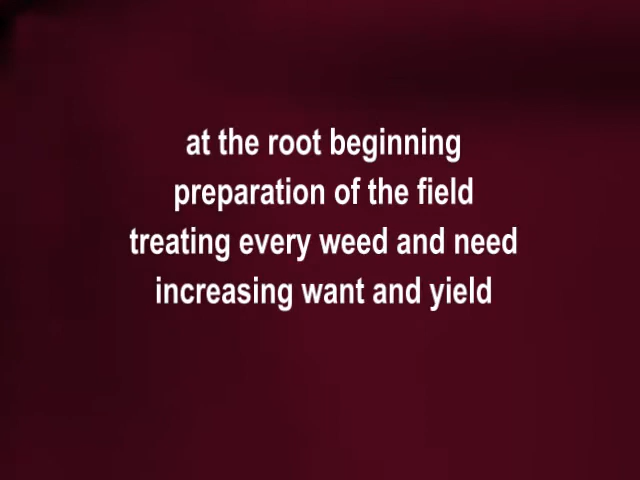 at the root beginning
preparation of the field
treating every weed and need
increasing want and yield